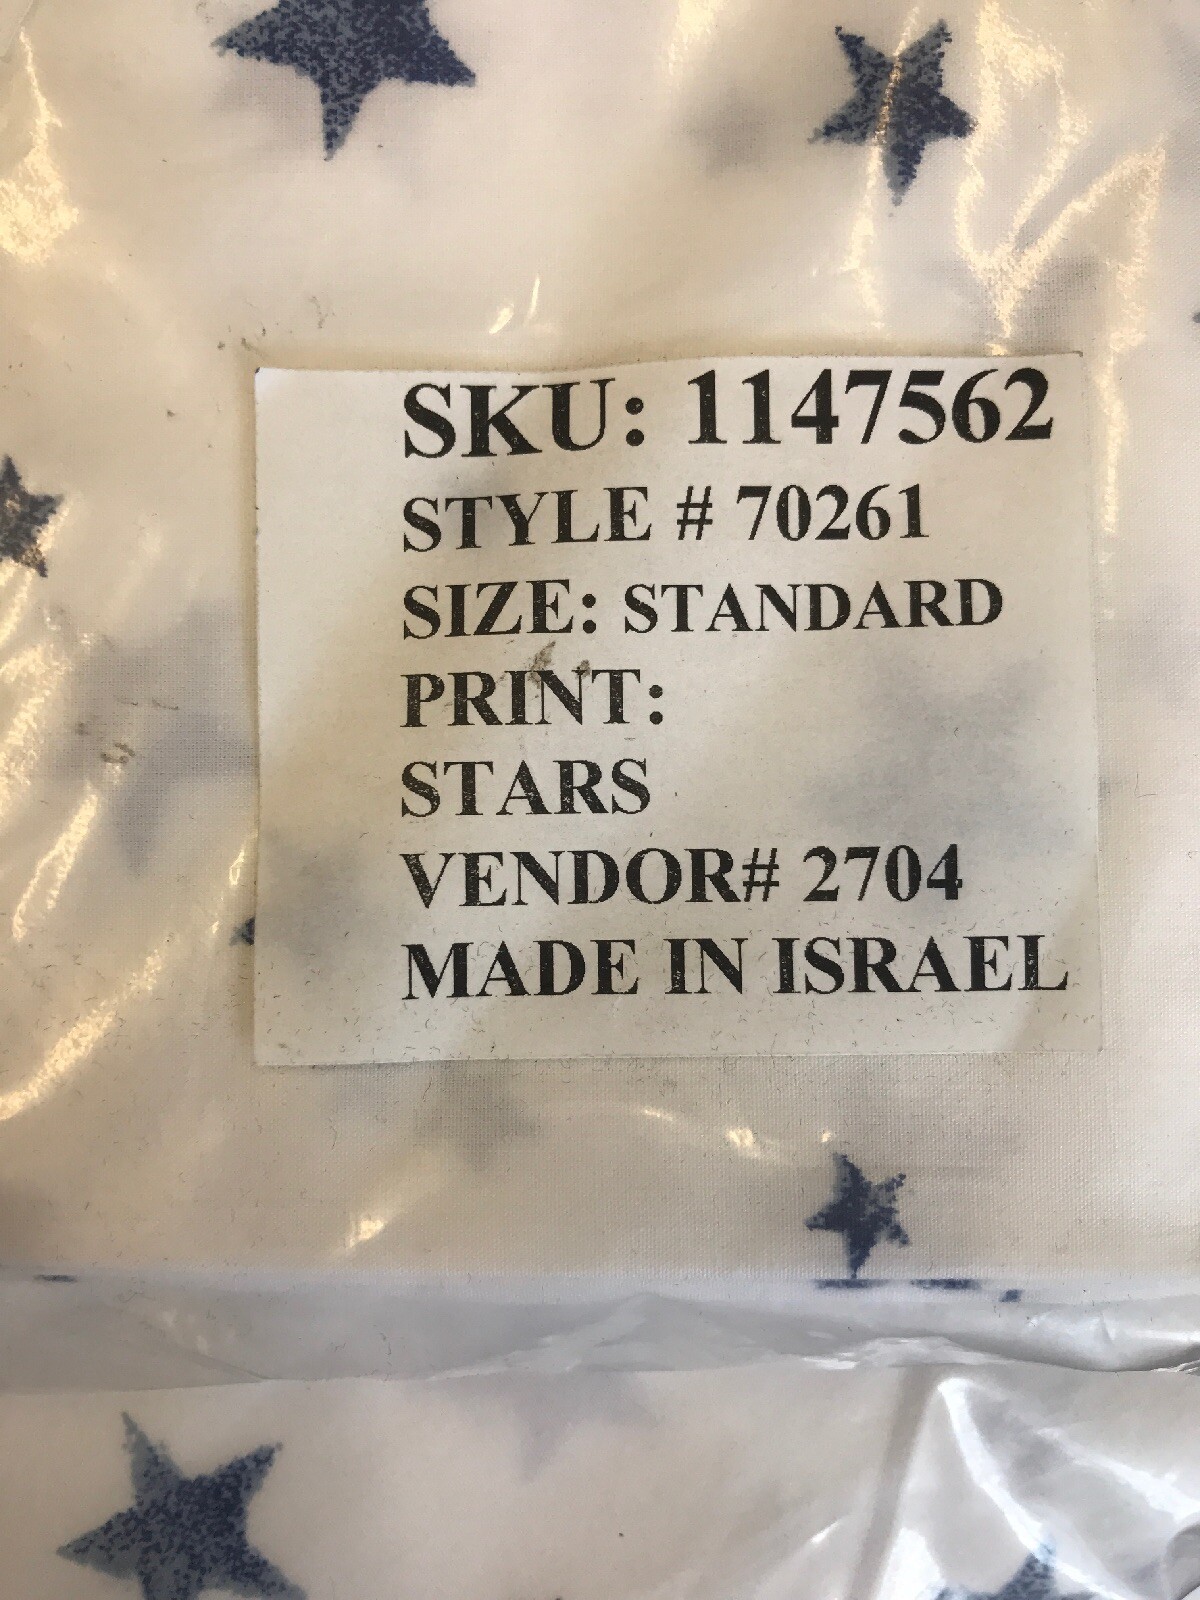 SKU: 1147562
STYLE # 70261
SIZE: STANDARD
PRINT:
STARS
VENDOR# 2704
MADE IN ISRAEL